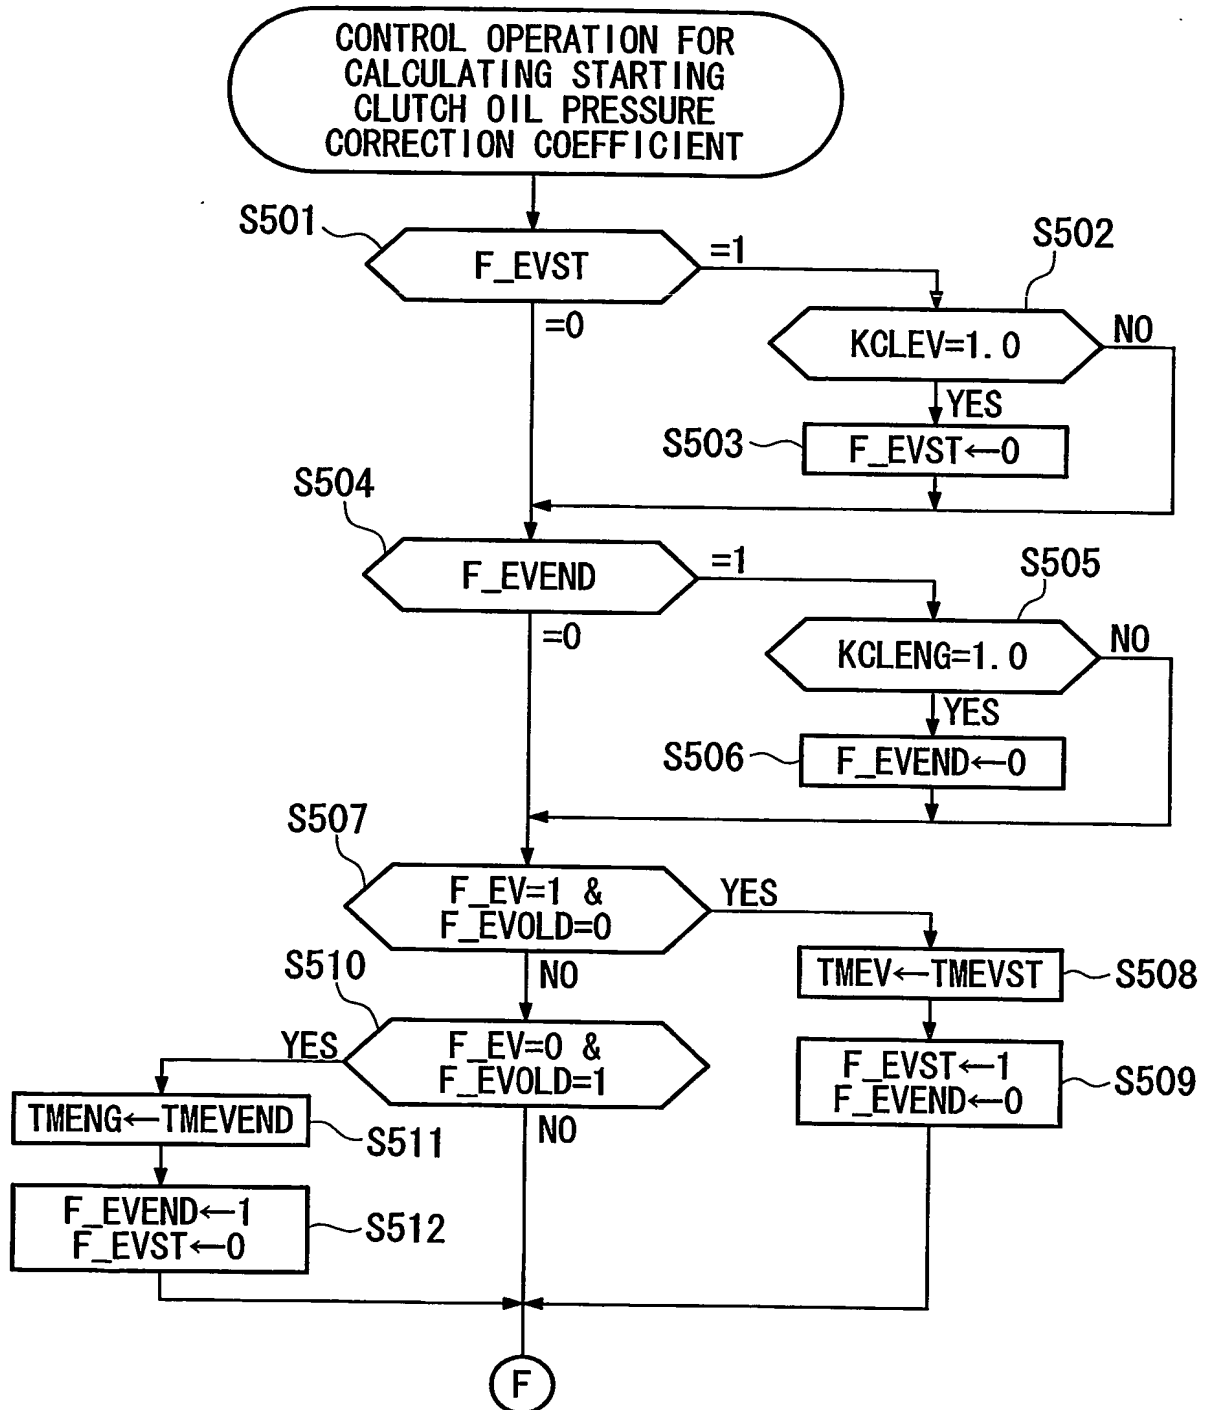 CONTROL OPERATION FOR
CALCULATING STARTING
CLUTCH OIL PRESSURE
CORRECTION COEFFICIENT
S501
F_EVST
=1
=0
S502
KCLEV=1.0
NO
YES
S503
F_EVST←0
S504
F_EVEND
=1
=0
S505
KCLENG=1.0
NO
YES
S506
F_EVEND←0
S507
F_EV=1 &
F_EVOLD=0
YES
NO
TMEV←TMEVST
S508
F_EVST←1
F_EVEND←0
S509
S510
F_EV=0 &
F_EVOLD=1
YES
NO
TMENG←TMEVEND
S511
F_EVEND←1
F_EVST←0
S512
F